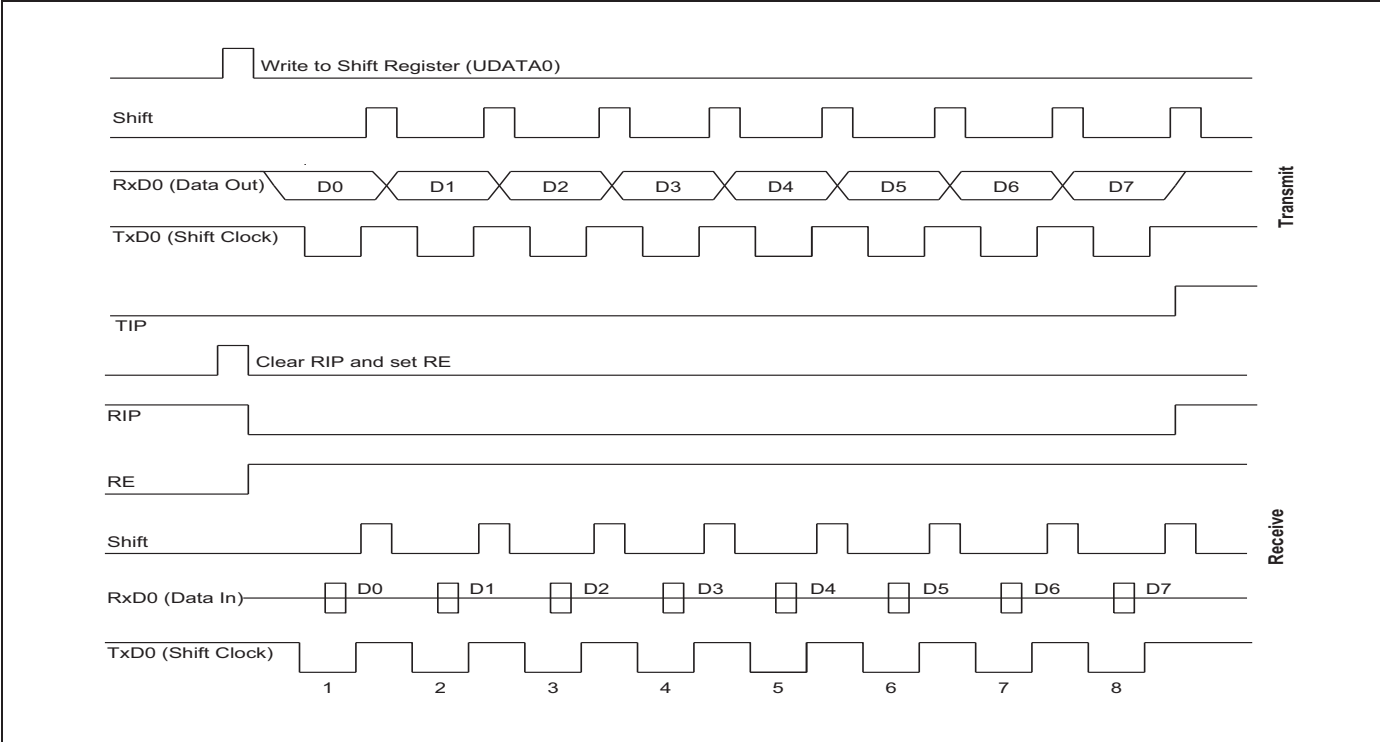 Write to Shift Register (UDATA0)
Shift
RxD0 (Data Out) D0 D1 D2 D3 D4 D5 D6 D7
TxD0 (Shift Clock)
TIP
Transmit
Clear RIP and set RE
RIP
RE
Shift
RxD0 (Data In) D0 D1 D2 D3 D4 D5 D6 D7
TxD0 (Shift Clock)
1 2 3 4 5 6 7 8
Receive